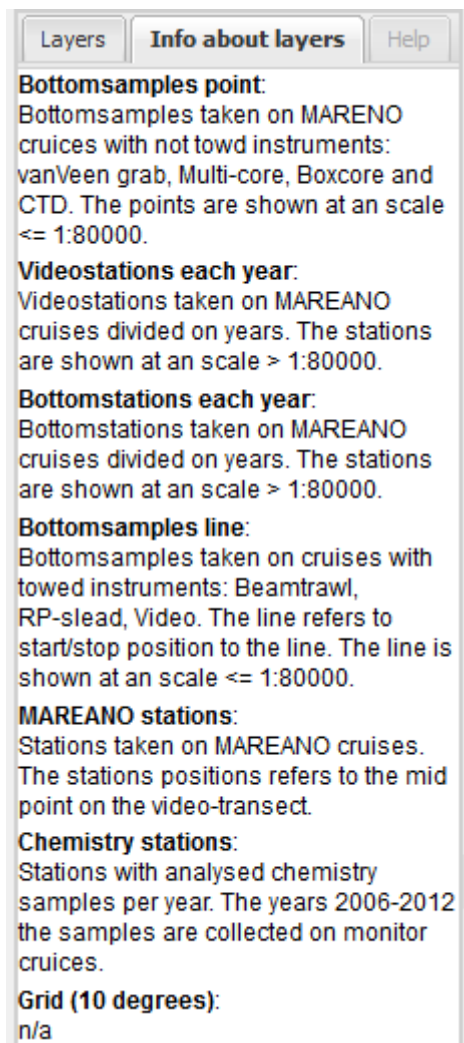 Layers Info about layers Help
Bottomsamples point:
Bottomsamples taken on MARENO
cruices with not towd instruments:
vanVeen grab, Multi-core, Boxcore and
CTD. The points are shown at an scale
<= 1:80000.
Videostations each year:
Videostations taken on MAREANO
cruises divided on years. The stations
are shown at an scale > 1:80000.
Bottomstations each year:
Bottomstations taken on MAREANO
cruises divided on years. The stations
are shown at an scale > 1:80000.
Bottomsamples line:
Bottomsamples taken on cruises with
towed instruments: Beamtrawl,
RP-slead, Video. The line refers to
start/stop position to the line. The line is
shown at an scale <= 1:80000.
MAREANO stations:
Stations taken on MAREANO cruises.
The stations positions refers to the mid
point on the video-transect.
Chemistry stations:
Stations with analysed chemistry
samples per year. The years 2006-2012
the samples are collected on monitor
cruices.
Grid (10 degrees):
n/a